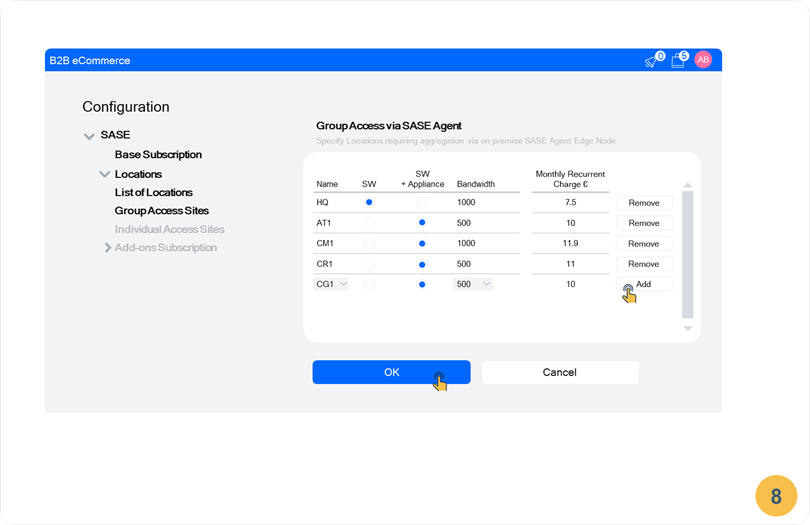 B2B eCommerce
0
5
AB
Configuration
SASE
Base Subscription
Locations
List of Locations
Group Access Sites
Individual Access Sites
Add-ons Subscription
Group Access via SASE Agent
Specify Locations requiring aggregation via on premise SASE Agent Edge Node
Name SW SW + Appliance Bandwidth Monthly Recurrent Charge €
HQ 1000 7.5 Remove
AT1 500 10 Remove
CM1 1000 11.9 Remove
CR1 500 11 Remove
CG1 500 10 Add
OK Cancel
8